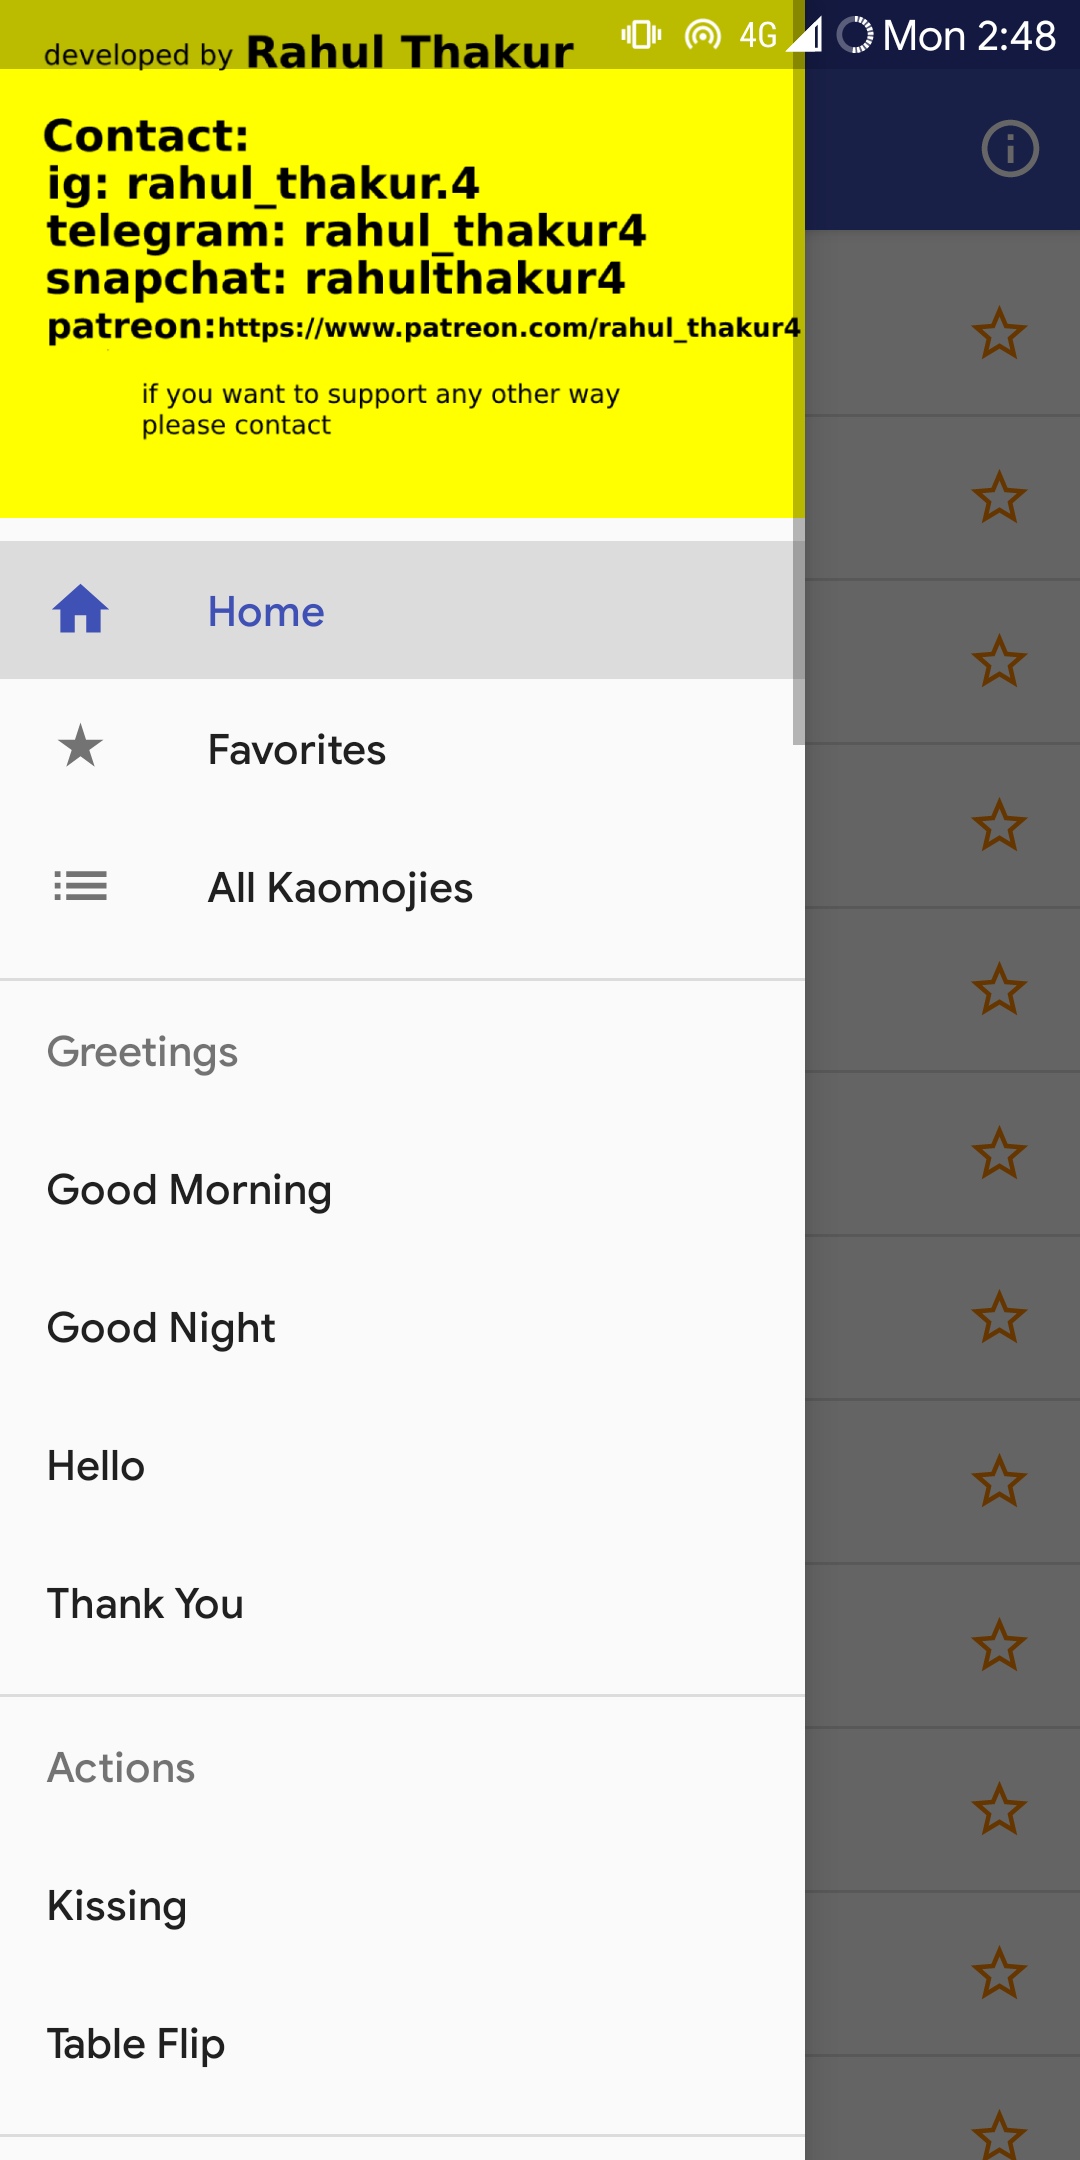 4G Mon 2:48
developed by Rahul Thakur
Contact:
ig: rahul_thakur.4
telegram: rahul_thakur4
snapchat: rahulthakur4
patreon:https://www.patreon.com/rahul_thakur4
if you want to support any other way
please contact
Home
Favorites
All Kaomojies
Greetings
Good Morning
Good Night
Hello
Thank You
Actions
Kissing
Table Flip